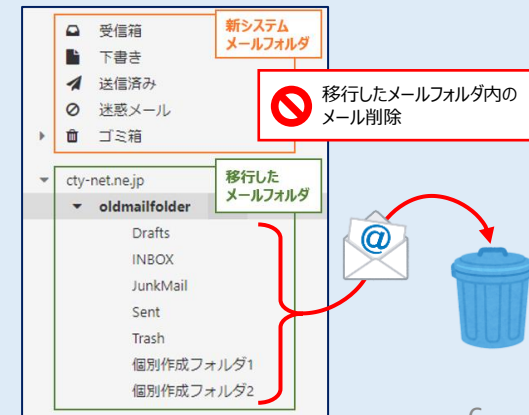 受信箱
下書き
送信済み
迷惑メール
ゴミ箱
新システム
メールフォルダ
移行したメールフォルダ内の
メール削除
cty-net.ne.jp
移行した
メールフォルダ
oldmailfolder
Drafts
INBOX
JunkMail
Sent
Trash
個別作成フォルダ1
個別作成フォルダ2
@